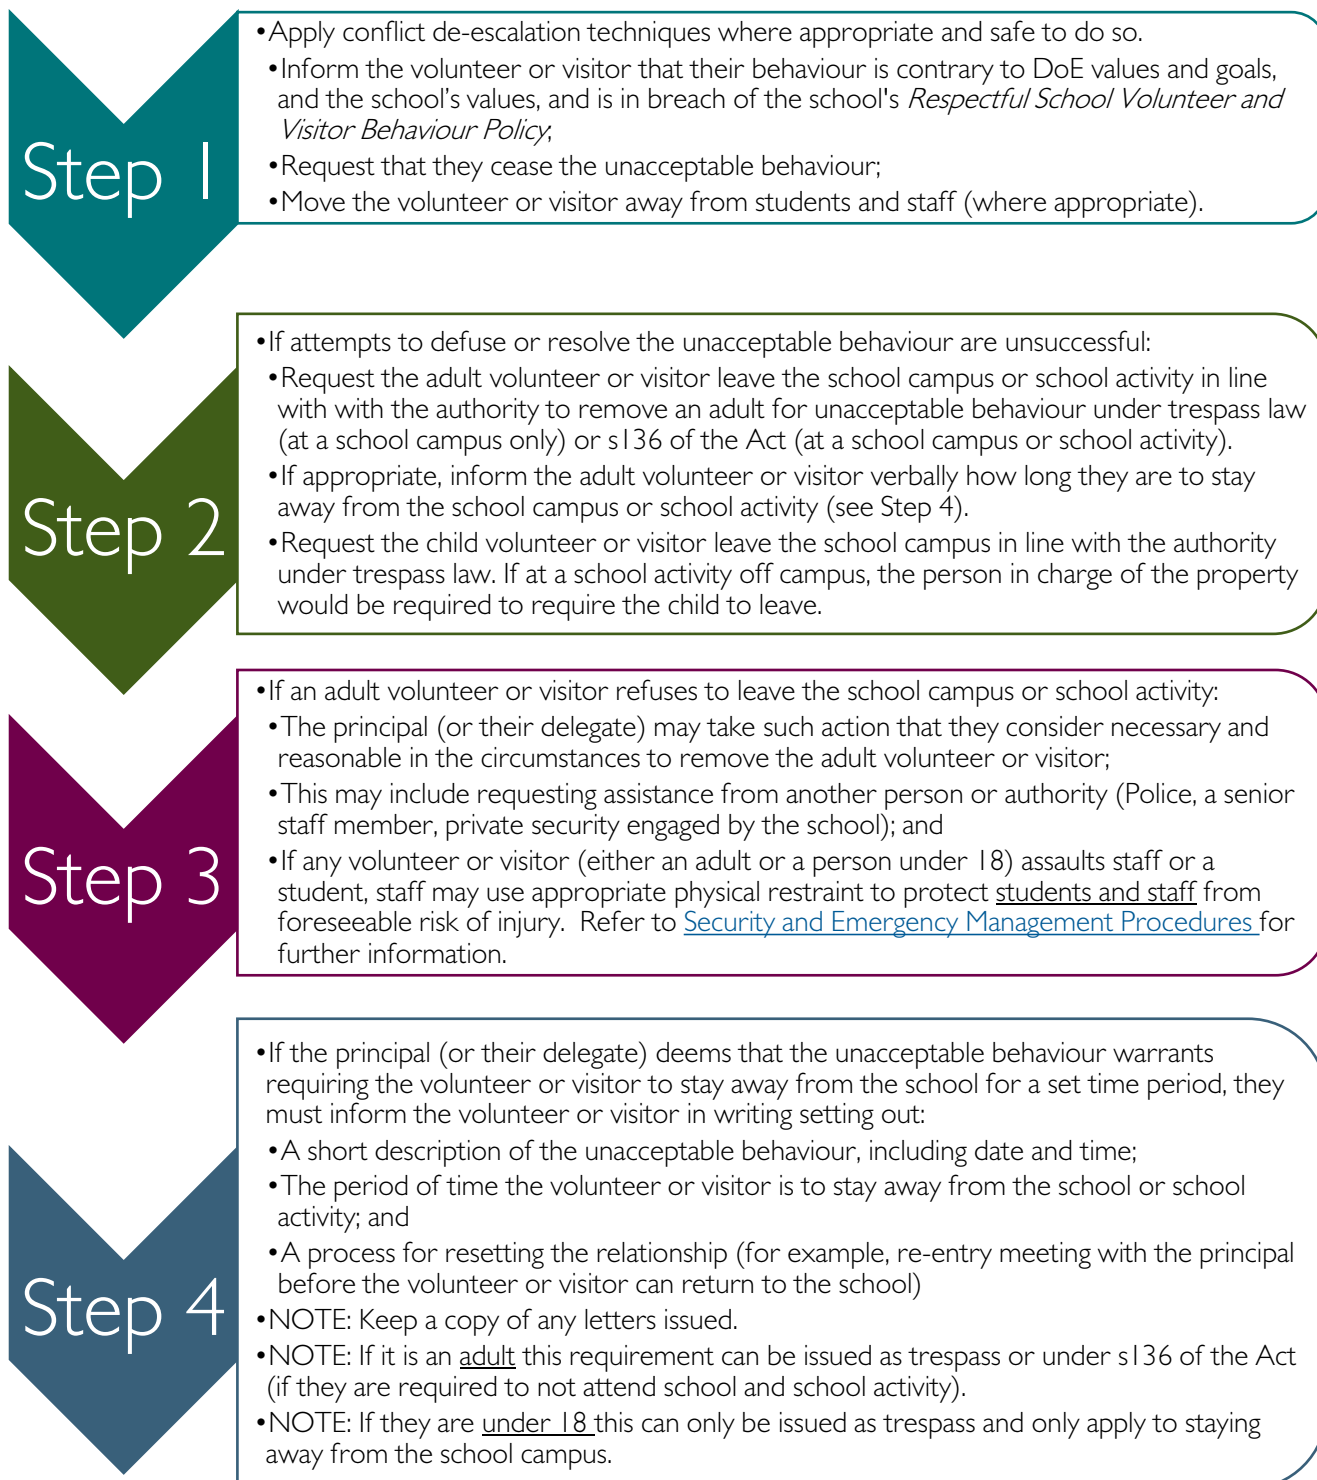 Step 1
•Apply conflict de-escalation techniques where appropriate and safe to do so.
•Inform the volunteer or visitor that their behaviour is contrary to DoE values and goals,
and the school’s values, and is in breach of the school's Respectful School Volunteer and
Visitor Behaviour Policy;
•Request that they cease the unacceptable behaviour;
•Move the volunteer or visitor away from students and staff (where appropriate).
Step 2
•If attempts to defuse or resolve the unacceptable behaviour are unsuccessful:
•Request the adult volunteer or visitor leave the school campus or school activity in line
with with the authority to remove an adult for unacceptable behaviour under trespass law
(at a school campus only) or s136 of the Act (at a school campus or school activity).
•If appropriate, inform the adult volunteer or visitor verbally how long they are to stay
away from the school campus or school activity (see Step 4).
•Request the child volunteer or visitor leave the school campus in line with the authority
under trespass law. If at a school activity off campus, the person in charge of the property
would be required to require the child to leave.
Step 3
•If an adult volunteer or visitor refuses to leave the school campus or school activity:
•The principal (or their delegate) may take such action that they consider necessary and
reasonable in the circumstances to remove the adult volunteer or visitor;
•This may include requesting assistance from another person or authority (Police, a senior
staff member, private security engaged by the school); and
•If any volunteer or visitor (either an adult or a person under 18) assaults staff or a
student, staff may use appropriate physical restraint to protect students and staff from
foreseeable risk of injury.  Refer to Security and Emergency Management Procedures for
further information.
Step 4
•If the principal (or their delegate) deems that the unacceptable behaviour warrants
requiring the volunteer or visitor to stay away from the school for a set time period, they
must inform the volunteer or visitor in writing setting out:
•A short description of the unacceptable behaviour, including date and time;
•The period of time the volunteer or visitor is to stay away from the school or school
activity; and
•A process for resetting the relationship (for example, re-entry meeting with the principal
before the volunteer or visitor can return to the school)
•NOTE: Keep a copy of any letters issued.
•NOTE: If it is an adult this requirement can be issued as trespass or under s136 of the Act
(if they are required to not attend school and school activity).
•NOTE: If they are under 18 this can only be issued as trespass and only apply to staying
away from the school campus.